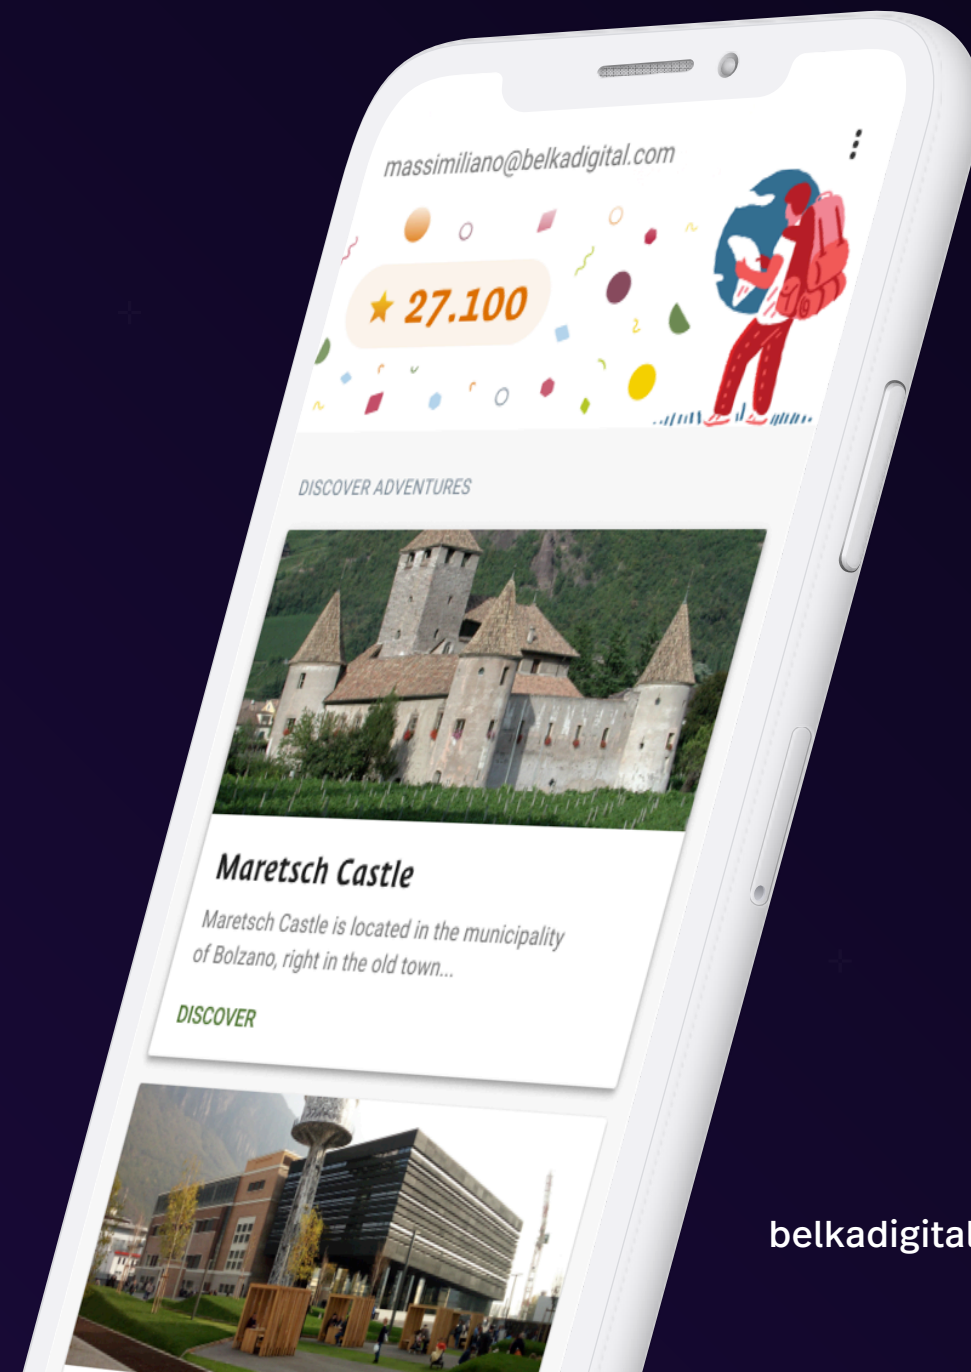 massimiliano@belkadigital.com
27.100
DISCOVER ADVENTURES
Maretsch Castle
Maretsch Castle is located in the municipality
of Bolzano, right in the old town...
DISCOVER
belkadigital